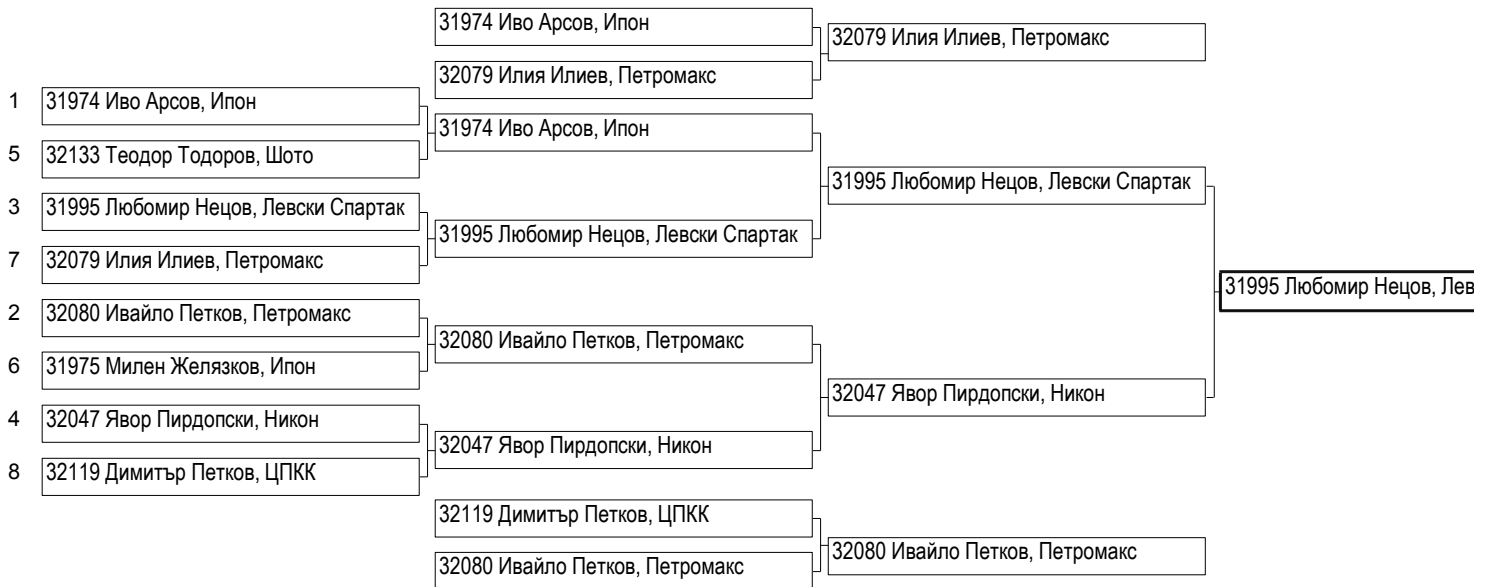 31974 Иво Арсов, Ипон
32079 Илия Илиев, Петромакс
32079 Илия Илиев, Петромакс
1 31974 Иво Арсов, Ипон
5 32133 Теодор Тодоров, Шото
31974 Иво Арсов, Ипон
3 31995 Любомир Нецов, Левски Спартак
7 32079 Илия Илиев, Петромакс
31995 Любомир Нецов, Левски Спартак
31995 Любомир Нецов, Левски Спартак
2 32080 Ивайло Петков, Петромакс
6 31975 Милен Желязков, Ипон
32080 Ивайло Петков, Петромакс
4 32047 Явор Пирдопски, Никон
8 32119 Димитър Петков, ЦПКК
32047 Явор Пирдопски, Никон
32047 Явор Пирдопски, Никон
31995 Любомир Нецов, Лев
32119 Димитър Петков, ЦПКК
32080 Ивайло Петков, Петромакс
32080 Ивайло Петков, Петромакс